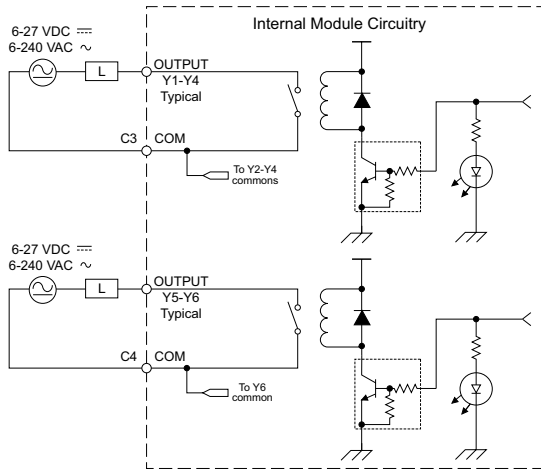 Internal Module Circuitry
6-27 VDC ⎓
6-240 VAC ∿
L
OUTPUT
Y1-Y4
Typical
C3 COM
To Y2-Y4
commons
6-27 VDC ⎓
6-240 VAC ∿
L
OUTPUT
Y5-Y6
Typical
C4 COM
To Y6
common